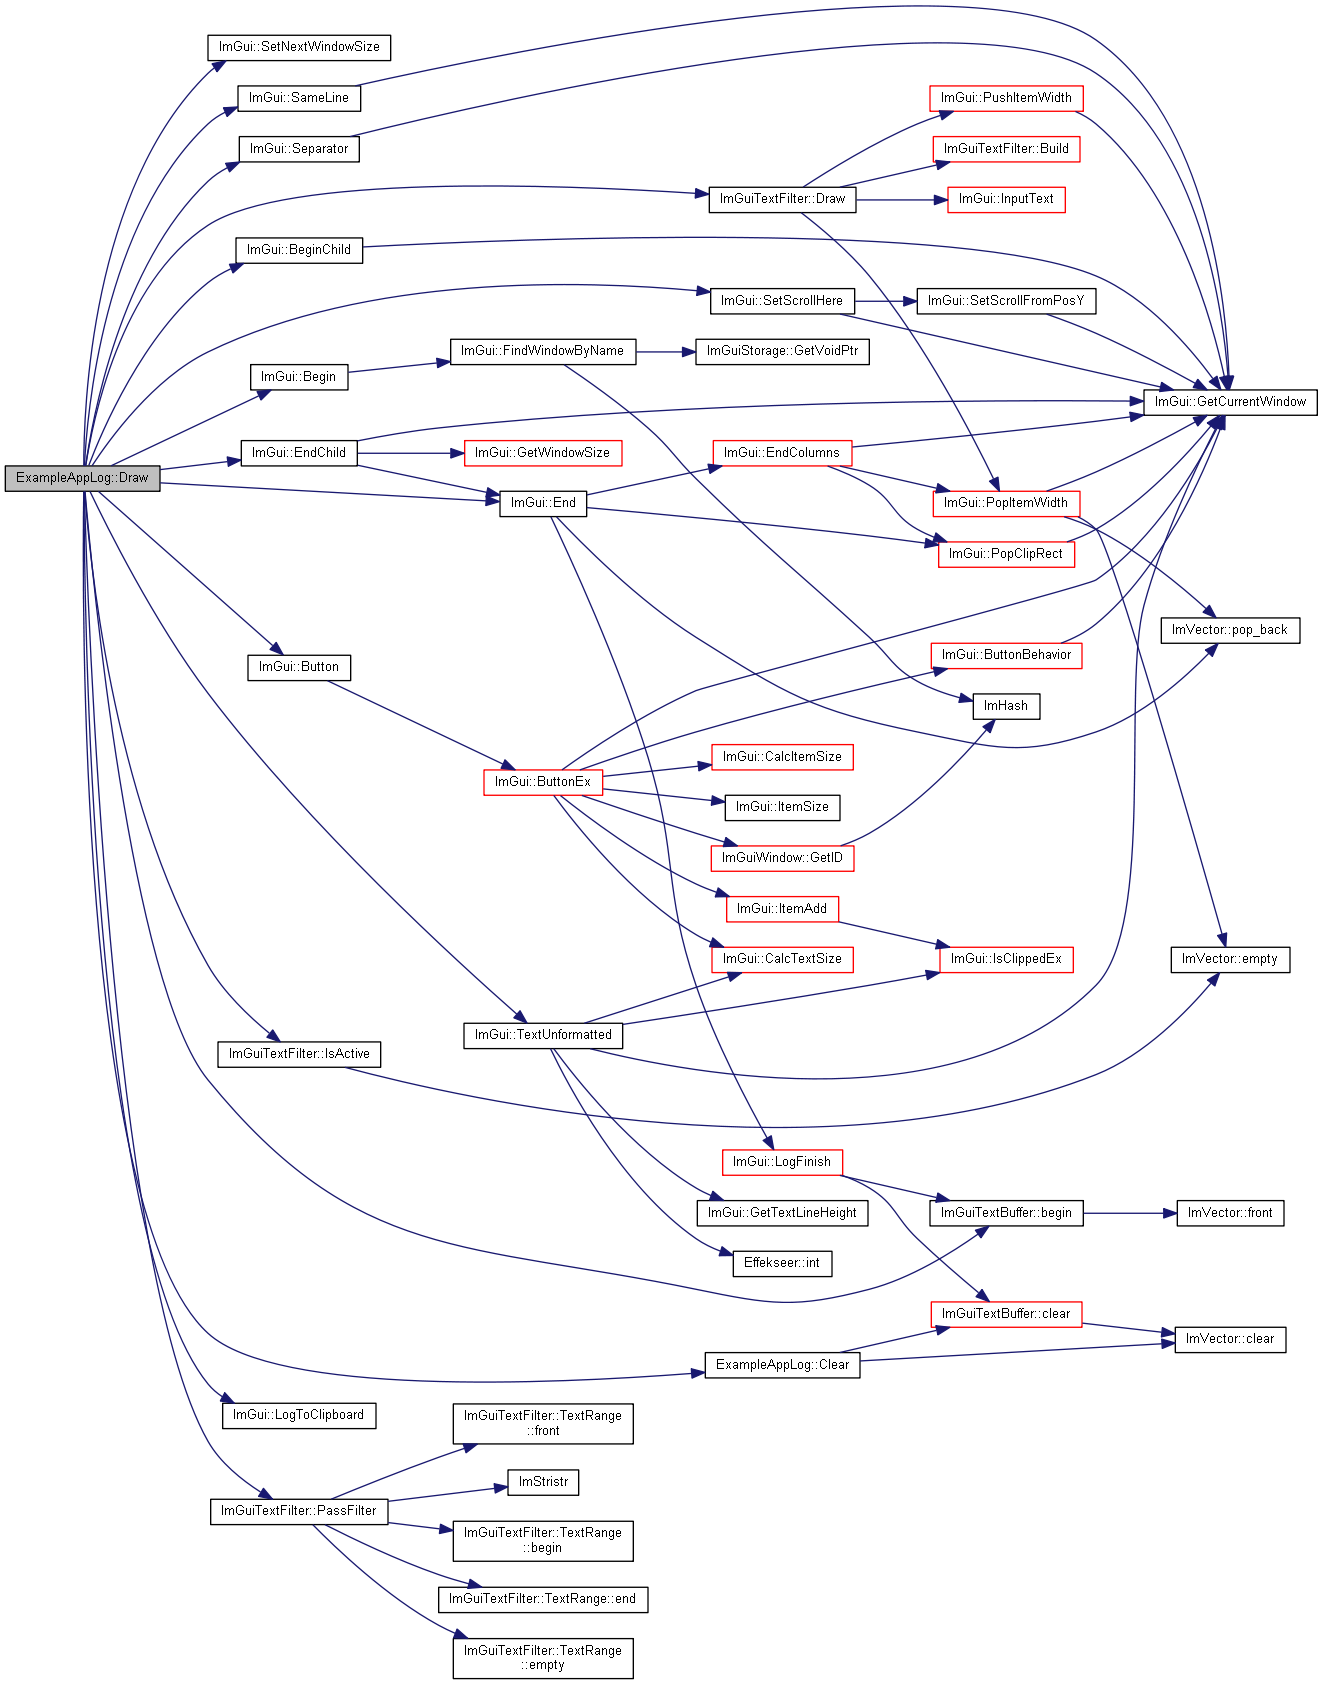 ImGui::SetNextWindowSize
ImGui::SameLine
ImGui::PushItemWidth
ImGui::Separator
ImGuiTextFilter::Build
ImGuiTextFilter::Draw
ImGui::InputText
ImGui::BeginChild
ImGui::SetScrollHere
ImGui::SetScrollFromPosY
ImGui::FindWindowByName
ImGuiStorage::GetVoidPtr
ImGui::Begin
ImGui::GetCurrentWindow
ImGui::EndChild
ImGui::GetWindowSize
ImGui::EndColumns
ExampleAppLog::Draw
ImGui::End
ImGui::PopItemWidth
ImGui::PopClipRect
ImVector::pop_back
ImGui::Button
ImGui::ButtonBehavior
ImHash
ImGui::CalcItemSize
ImGui::ButtonEx
ImGui::ItemSize
ImGuiWindow::GetID
ImGui::ItemAdd
ImGui::CalcTextSize
ImGui::IsClippedEx
ImVector::empty
ImGui::TextUnformatted
ImGuiTextFilter::IsActive
ImGui::LogFinish
ImGui::GetTextLineHeight
ImGuiTextBuffer::begin
ImVector::front
Effekseer::int
ImGuiTextBuffer::clear
ImVector::clear
ExampleAppLog::Clear
ImGui::LogToClipboard
ImGuiTextFilter::TextRange
::front
ImStristr
ImGuiTextFilter::PassFilter
ImGuiTextFilter::TextRange
::begin
ImGuiTextFilter::TextRange::end
ImGuiTextFilter::TextRange
::empty